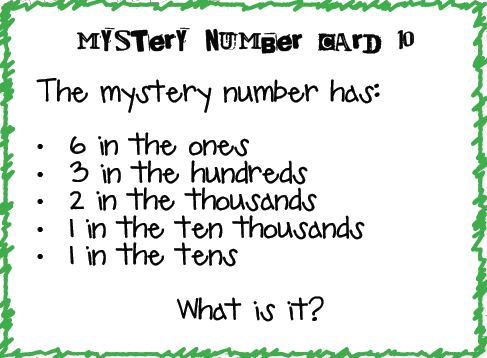 MYSTerY NUMBer CArD 10
The mystery number has:
• 6 in the ones
• 3 in the hundreds
• 2 in the thousands
• 1 in the ten thousands
• 1 in the tens
What is it?